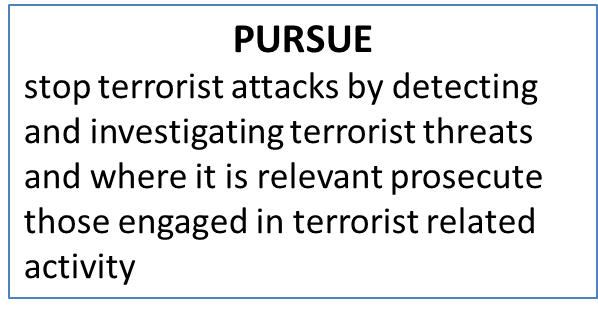 PURSUE
stop terrorist attacks by detecting
and investigating terrorist threats
and where it is relevant prosecute
those engaged in terrorist related
activity